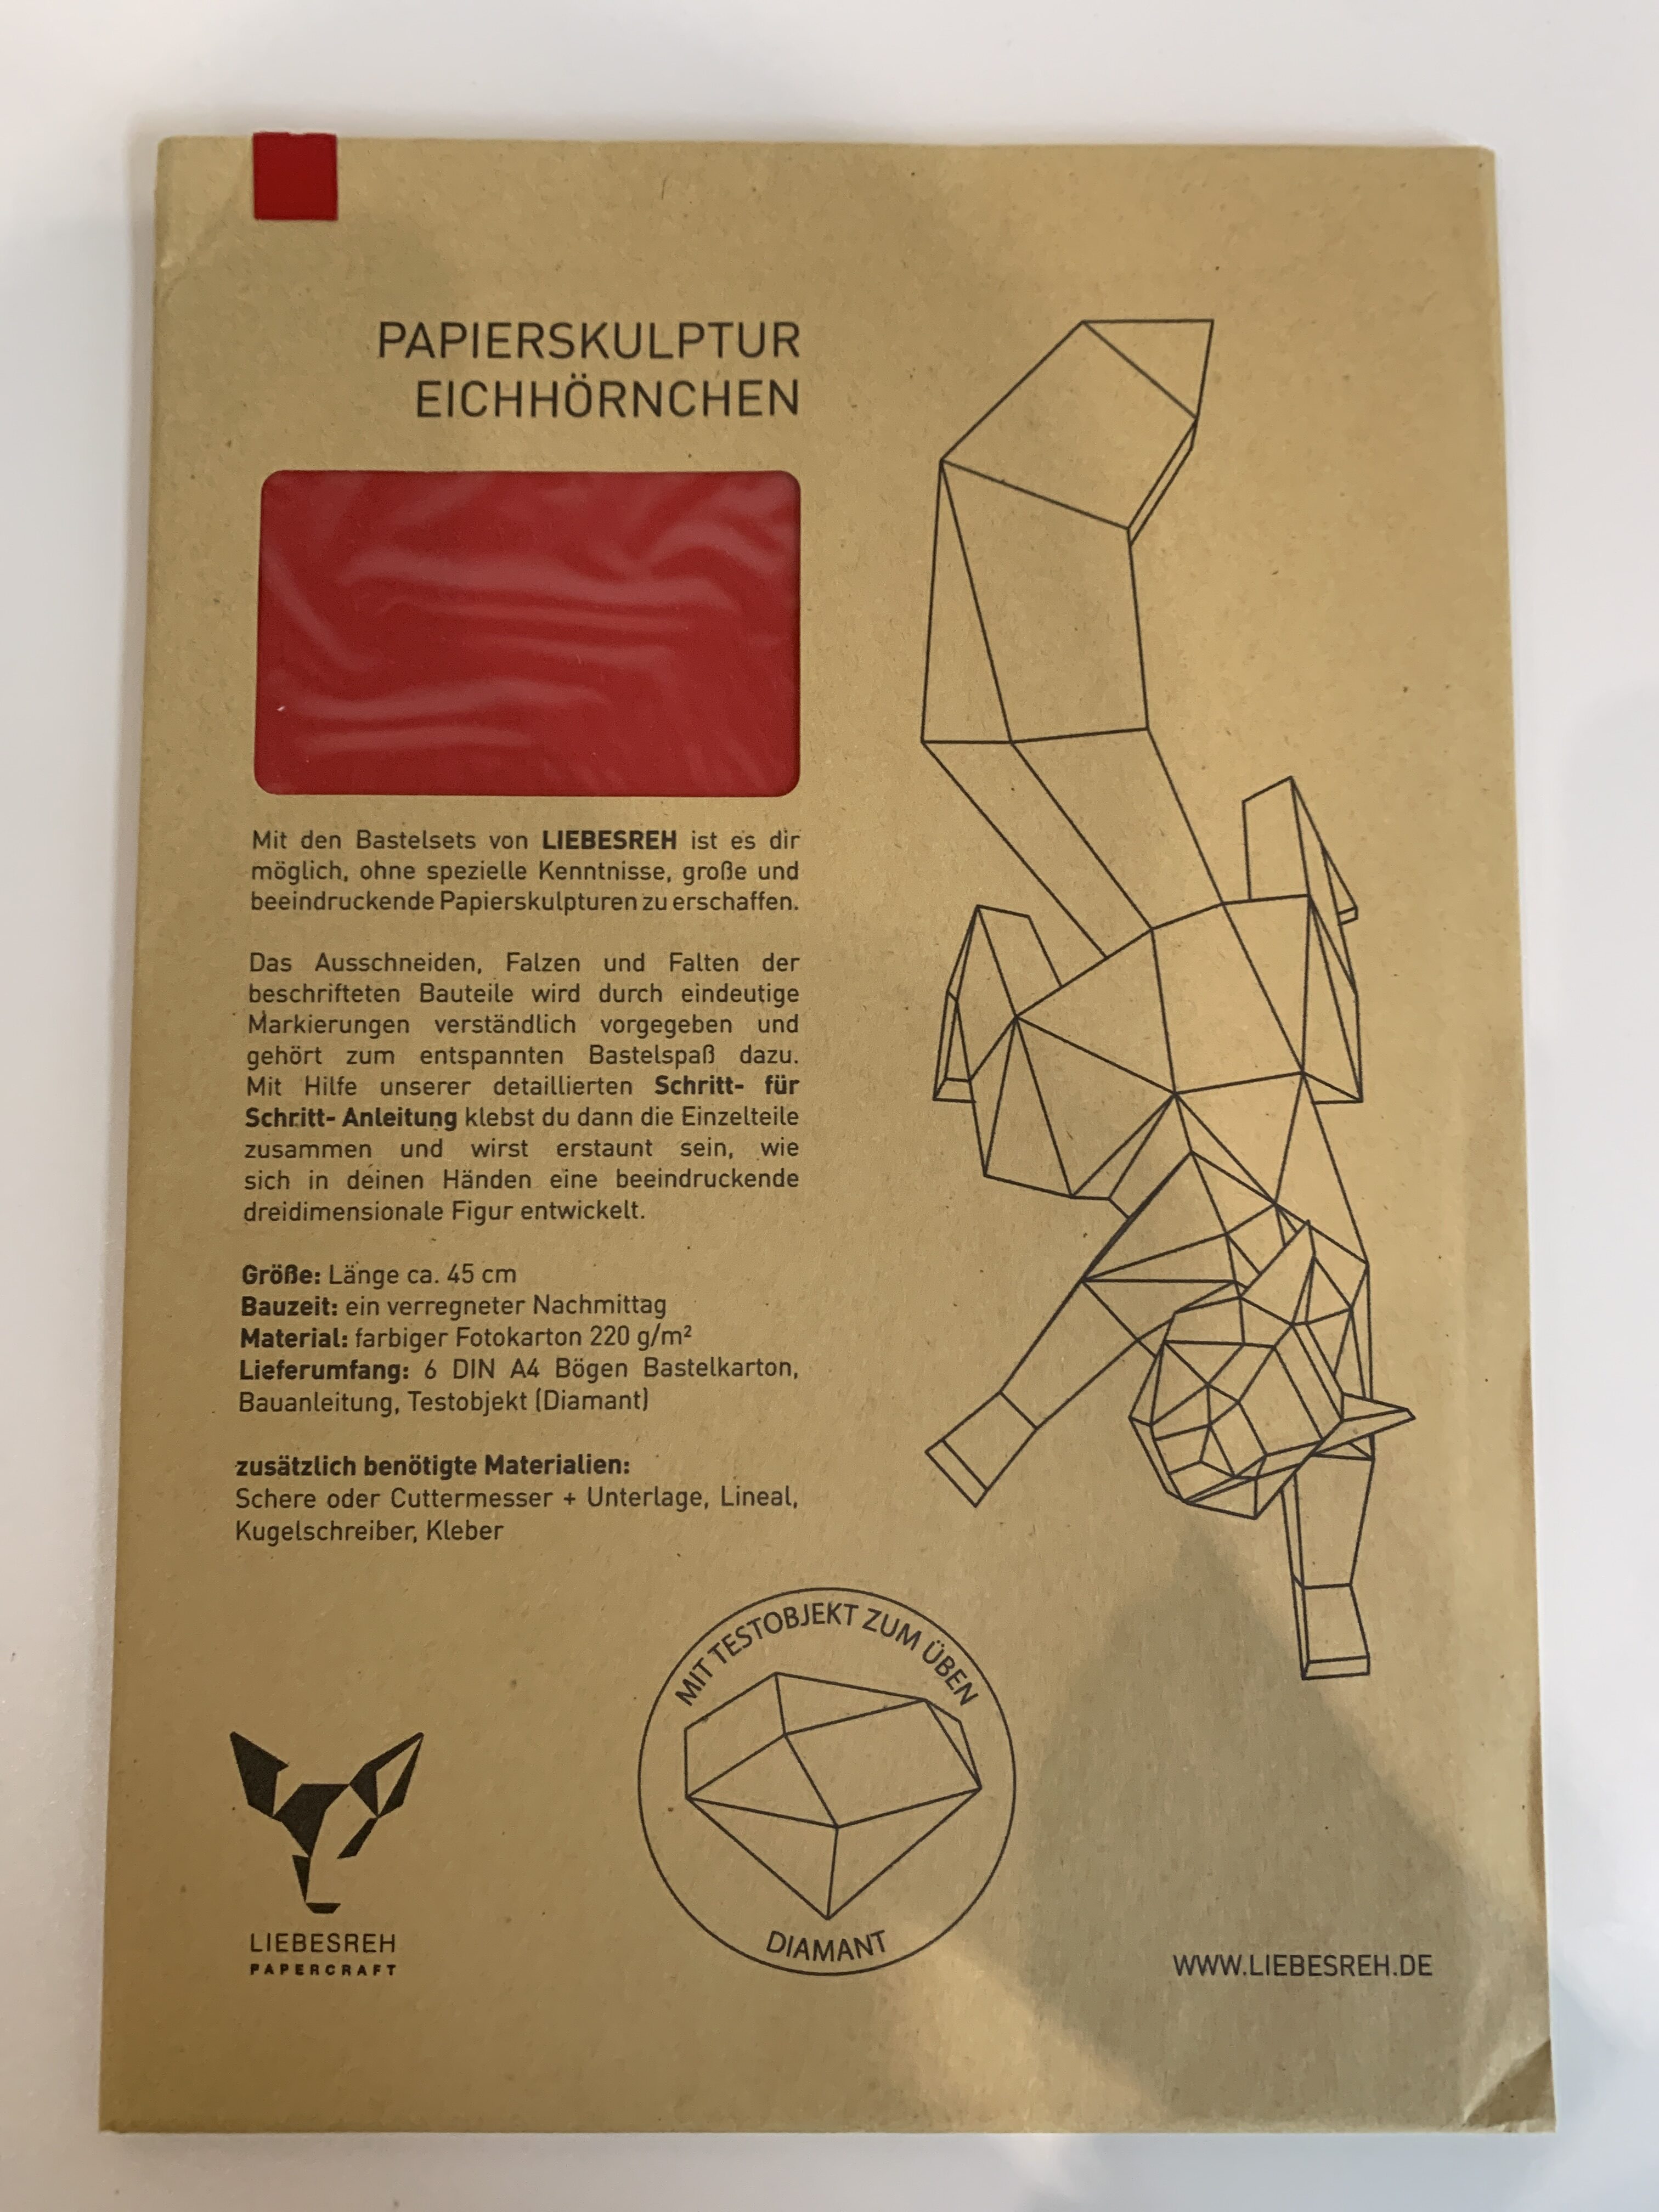 PAPIERSKULPTUR
EICHHÖRNCHEN
Mit den Bastelsets von LIEBESREH ist es dir
möglich, ohne spezielle Kenntnisse, große und
beeindruckende Papierskulpturen zu erschaffen.
Das Ausschneiden, Falzen und Falten der
beschrifteten Bauteile wird durch eindeutige
Markierungen verständlich vorgegeben und
gehört zum entspannten Bastelspaß dazu.
Mit Hilfe unserer detaillierten Schritt- für
Schritt- Anleitung klebst du dann die Einzelteile
zusammen und wirst erstaunt sein, wie
sich in deinen Händen eine beeindruckende
dreidimensionale Figur entwickelt.
Größe: Länge ca. 45 cm
Bauzeit: ein verregneter Nachmittag
Material: farbiger Fotokarton 220 g/m²
Lieferumfang: 6 DIN A4 Bögen Bastelkarton,
Bauanleitung, Testobjekt (Diamant)
zusätzlich benötigte Materialien:
Schere oder Cuttermesser + Unterlage, Lineal,
Kugelschreiber, Kleber
MIT TESTOBJEKT ZUM ÜBEN
DIAMANT
LIEBESREH
PAPERCRAFT
WWW.LIEBESREH.DE